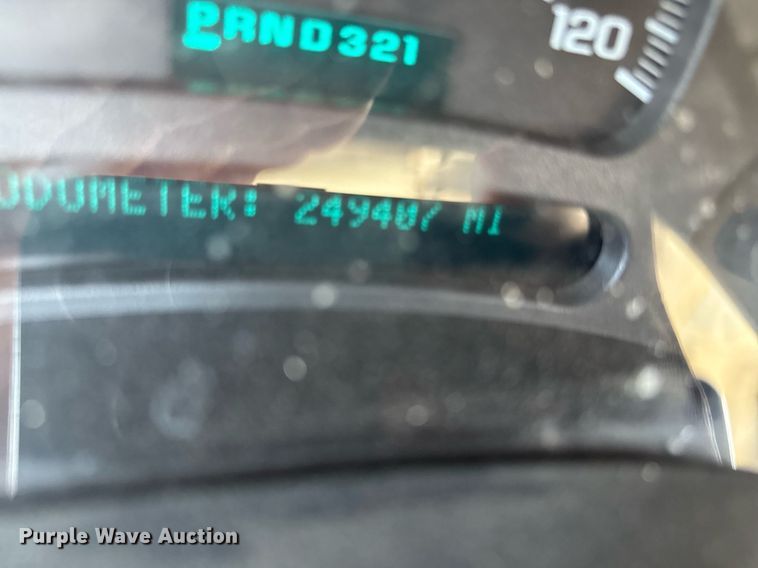 PRND321
120
ODOMETER: 249407 MI
Purple Wave Auction